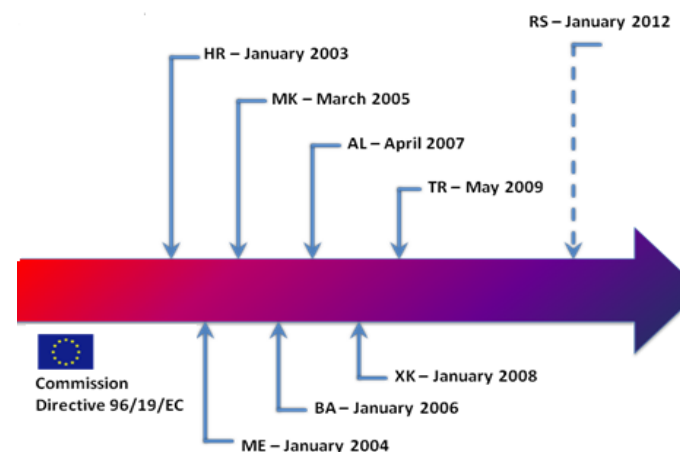 RS – January 2012
HR – January 2003
MK – March 2005
AL – April 2007
TR – May 2009
Commission
Directive 96/19/EC
XK – January 2008
BA – January 2006
ME – January 2004